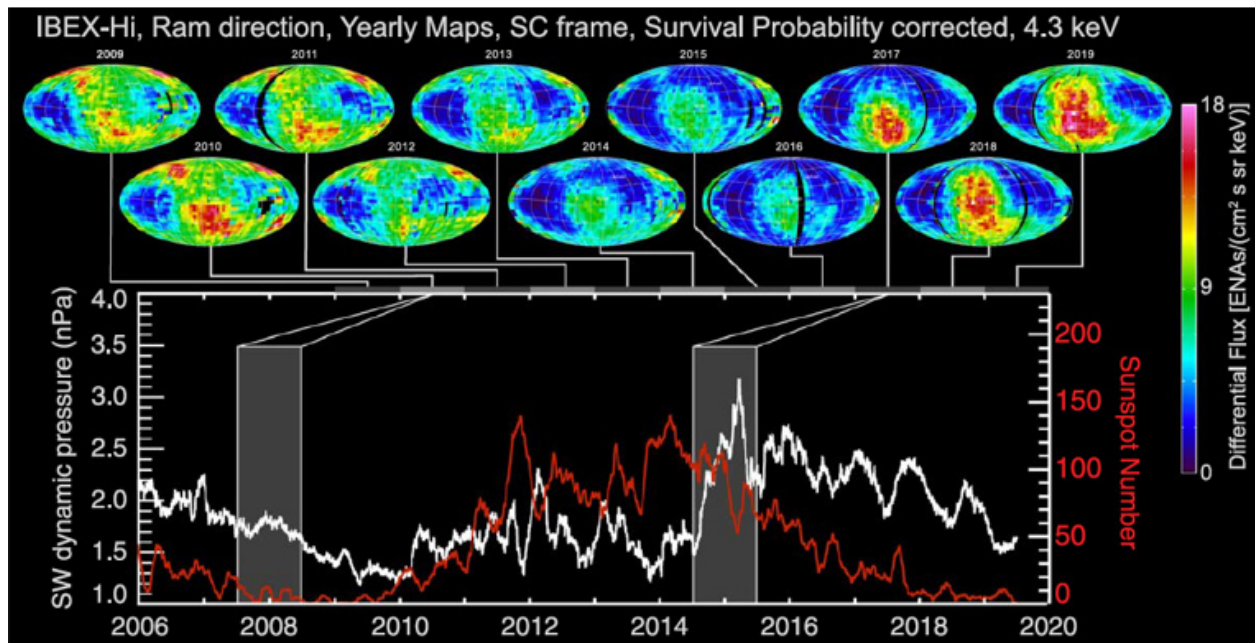 IBEX-Hi, Ram direction, Yearly Maps, SC frame, Survival Probability corrected, 4.3 keV
2009 2011 2013 2015 2017 2019
2010 2012 2014 2016 2018
18
9
0
Differential Flux [ENAs/(cm² s sr keV)]
4.0
3.5
3.0
2.5
2.0
1.5
1.0
SW dynamic pressure (nPa)
200
150
100
50
0
Sunspot Number
2006 2008 2010 2012 2014 2016 2018 2020